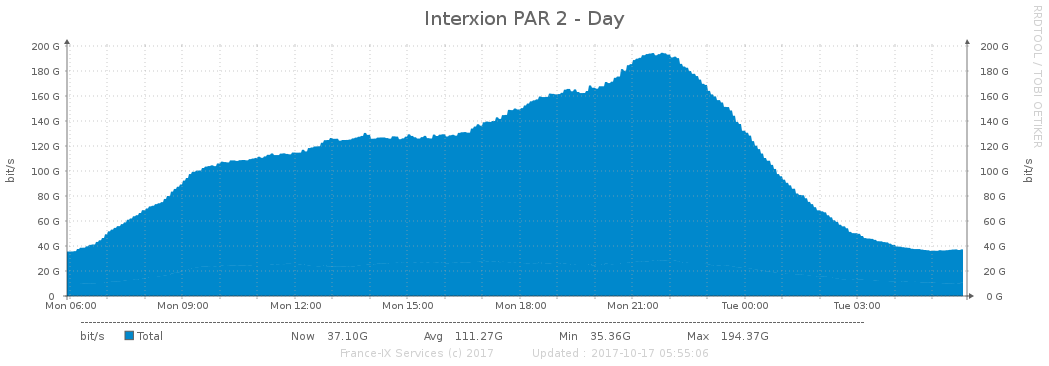 Interxion PAR 2 - Day
RRDTOOL / TOBI OETIKER
bit/s
200 G 200 G
180 G 180 G
160 G 160 G
140 G 140 G
120 G 120 G
100 G 100 G
80 G 80 G
60 G 60 G
40 G 40 G
20 G 20 G
0 0 G
bit/s
Mon 06:00 Mon 09:00 Mon 12:00 Mon 15:00 Mon 18:00 Mon 21:00 Tue 00:00 Tue 03:00
bit/s Total Now 37.10G Avg 111.27G Min 35.36G Max 194.37G
France-IX Services (c) 2017 Updated : 2017-10-17 05:55:06